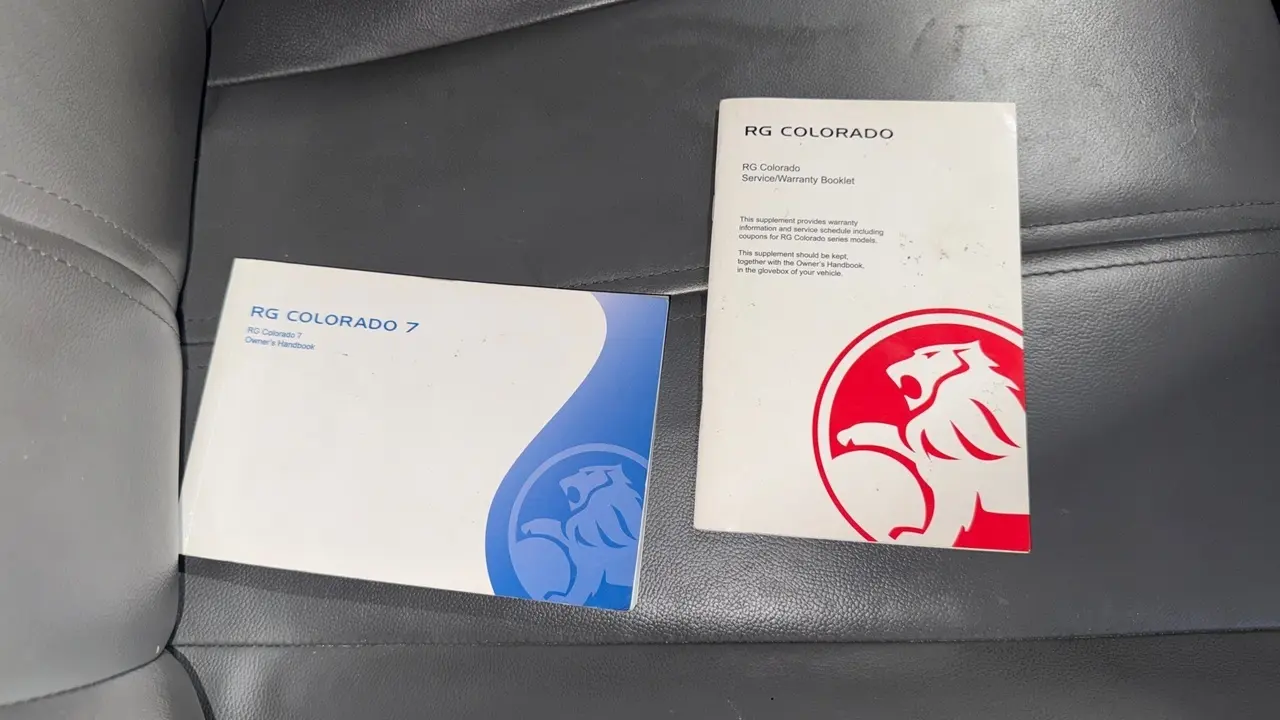 RG COLORADO 7
RG Colorado 7
Owner's Handbook
RG COLORADO
RG Colorado
Service/Warranty Booklet
This supplement provides warranty
information and service schedule including
coupons for RG Colorado series models.
This supplement should be kept,
together with the Owner's Handbook,
in the glovebox of your vehicle.